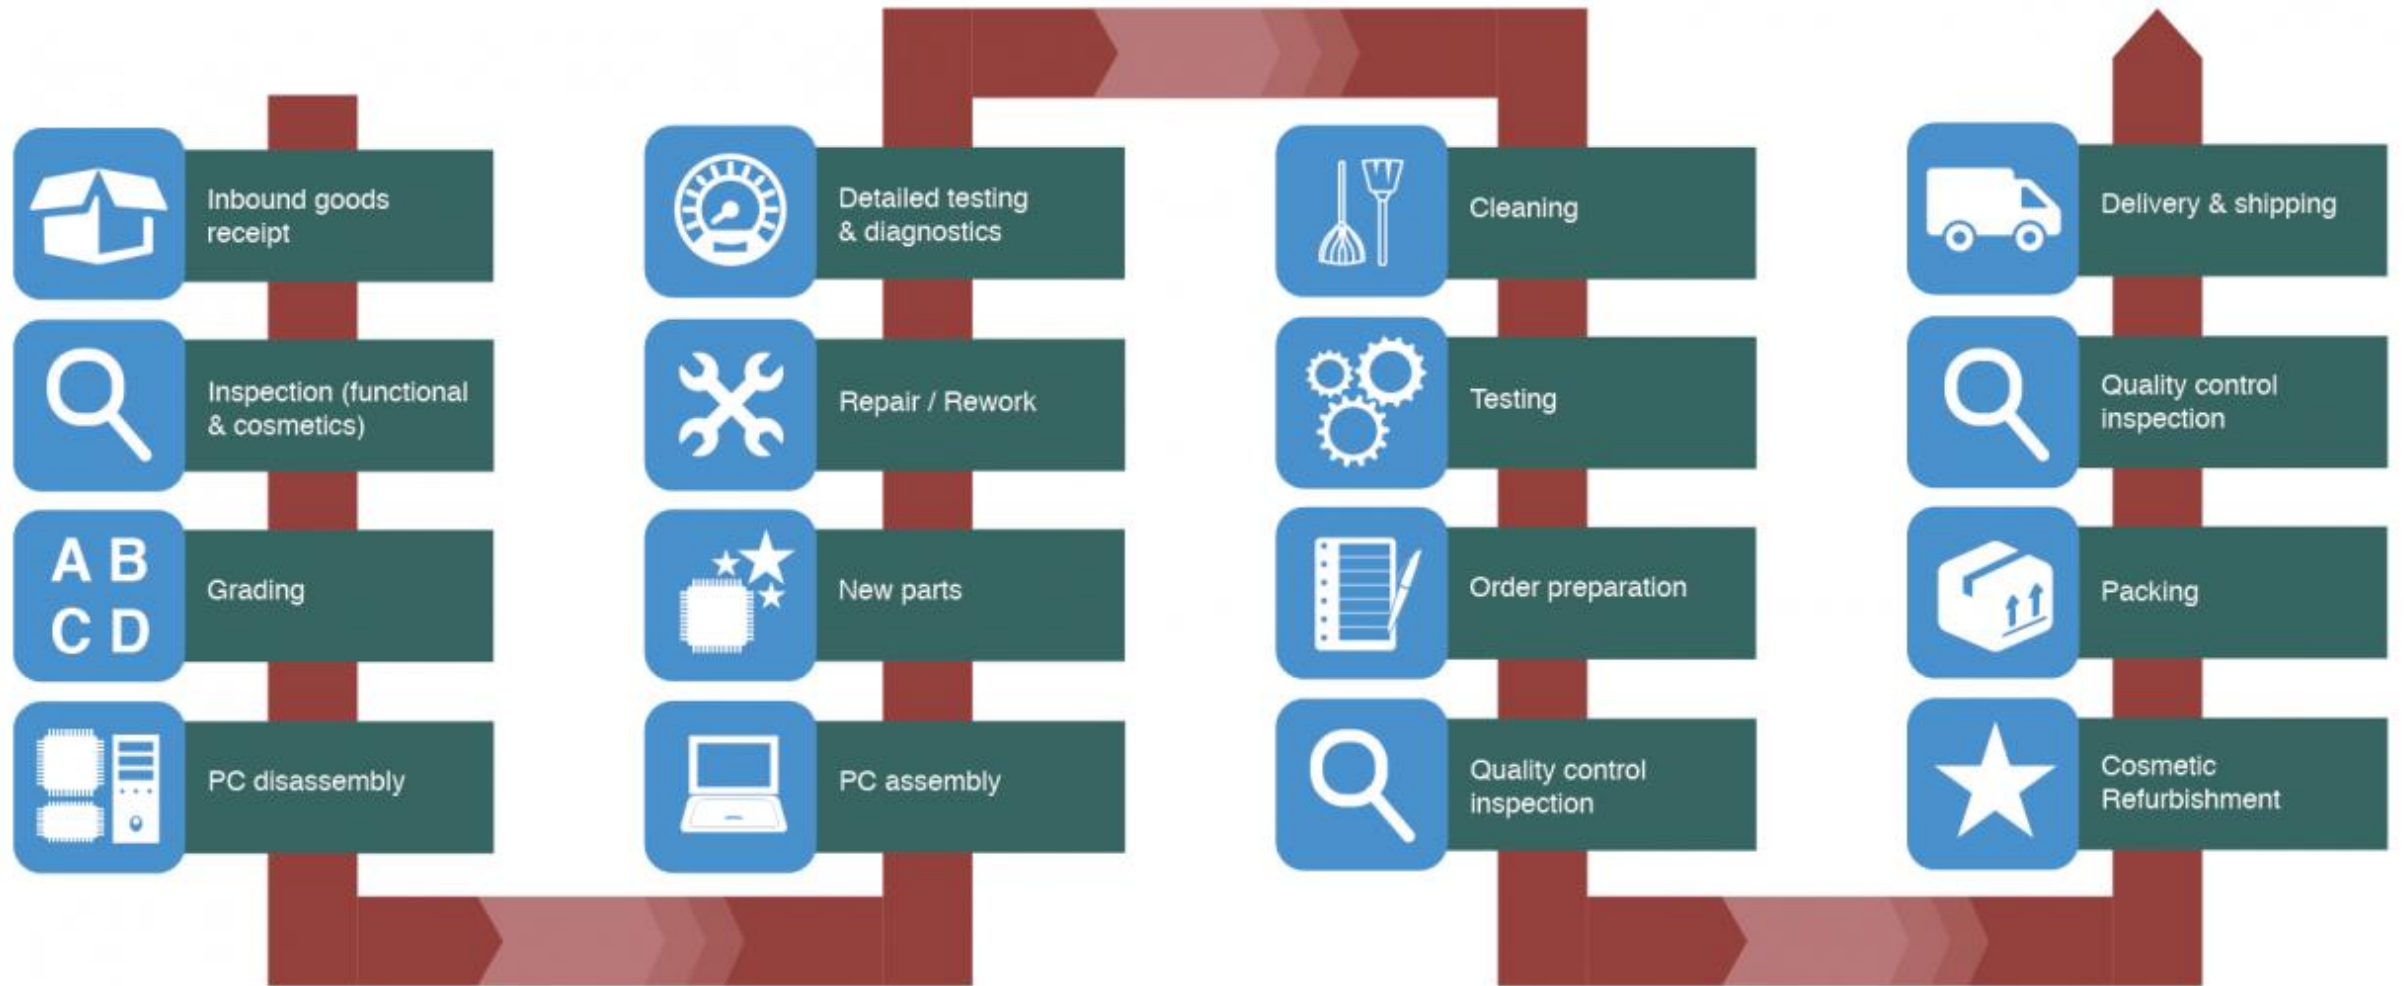 Inbound goods
receipt
Inspection (functional
& cosmetics)
A B
C D
Grading
PC disassembly
Detailed testing
& diagnostics
Repair / Rework
New parts
PC assembly
Cleaning
Testing
Order preparation
Quality control
inspection
Delivery & shipping
Quality control
inspection
Packing
Cosmetic
Refurbishment